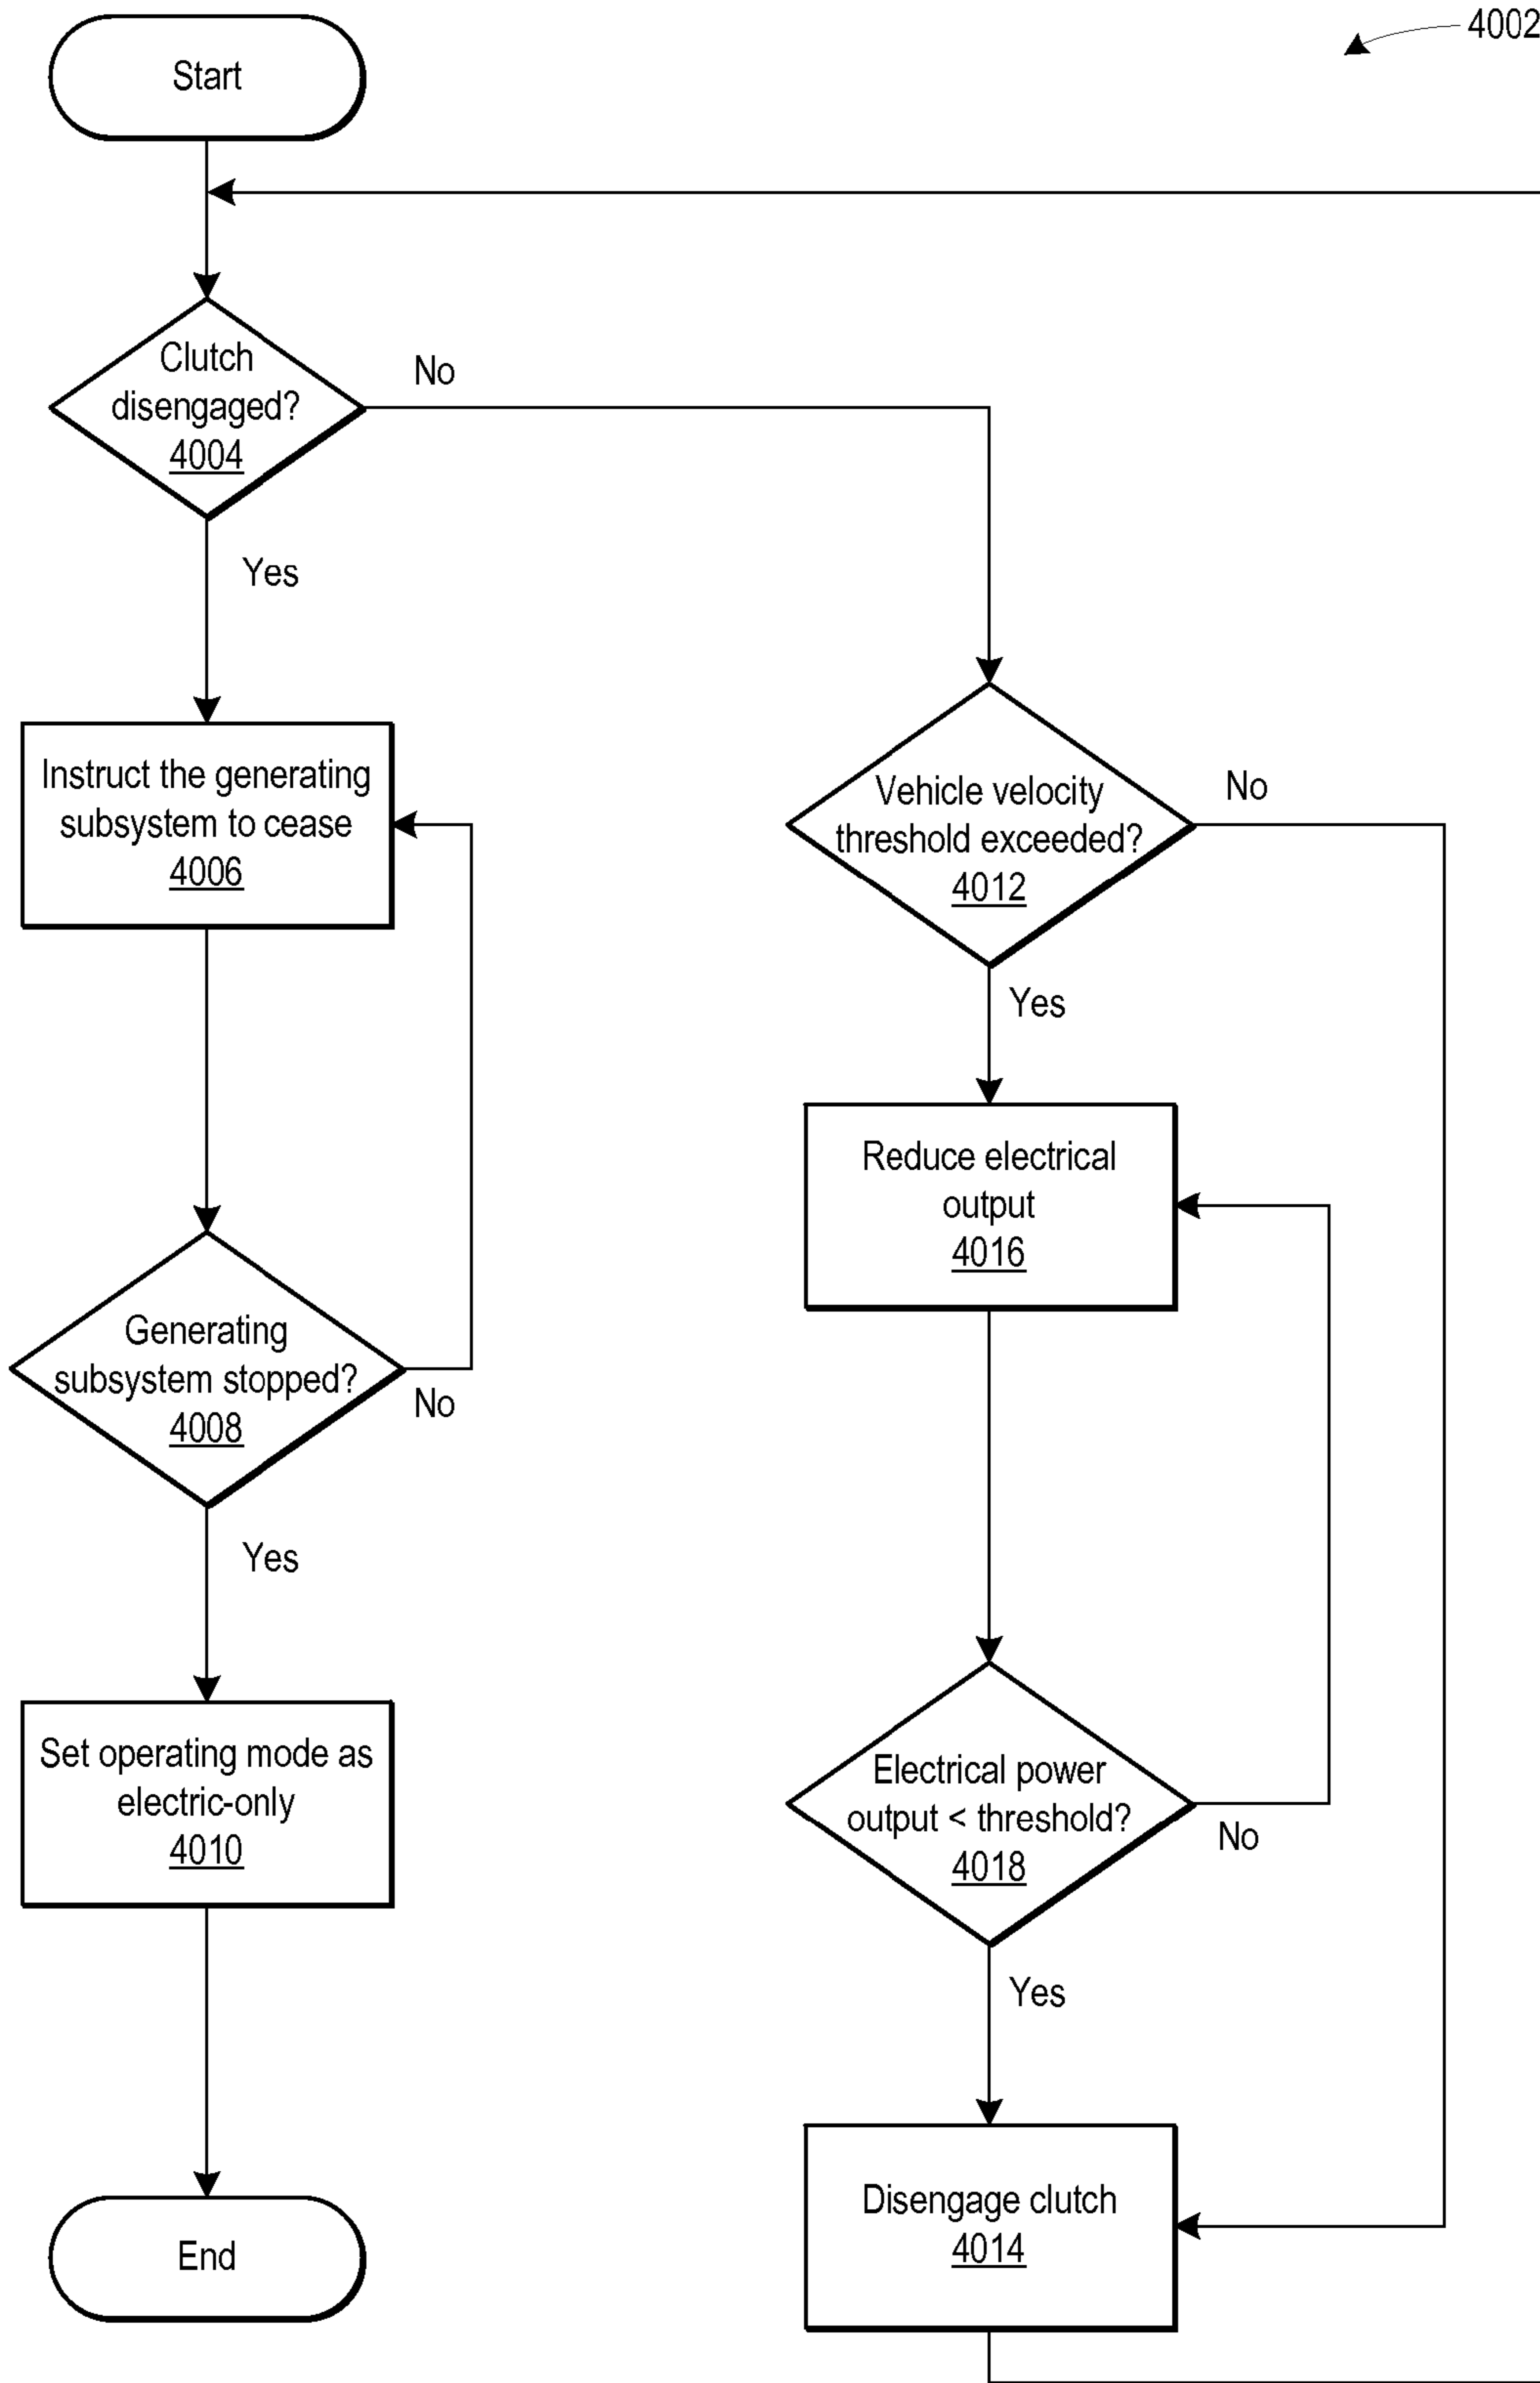 4002
Start
Clutch
disengaged?
4004
No
Yes
Instruct the generating
subsystem to cease
4006
Generating
subsystem stopped?
4008
No
Yes
Set operating mode as
electric-only
4010
End
Vehicle velocity
threshold exceeded?
4012
No
Yes
Reduce electrical
output
4016
Electrical power
output < threshold?
4018
No
Yes
Disengage clutch
4014